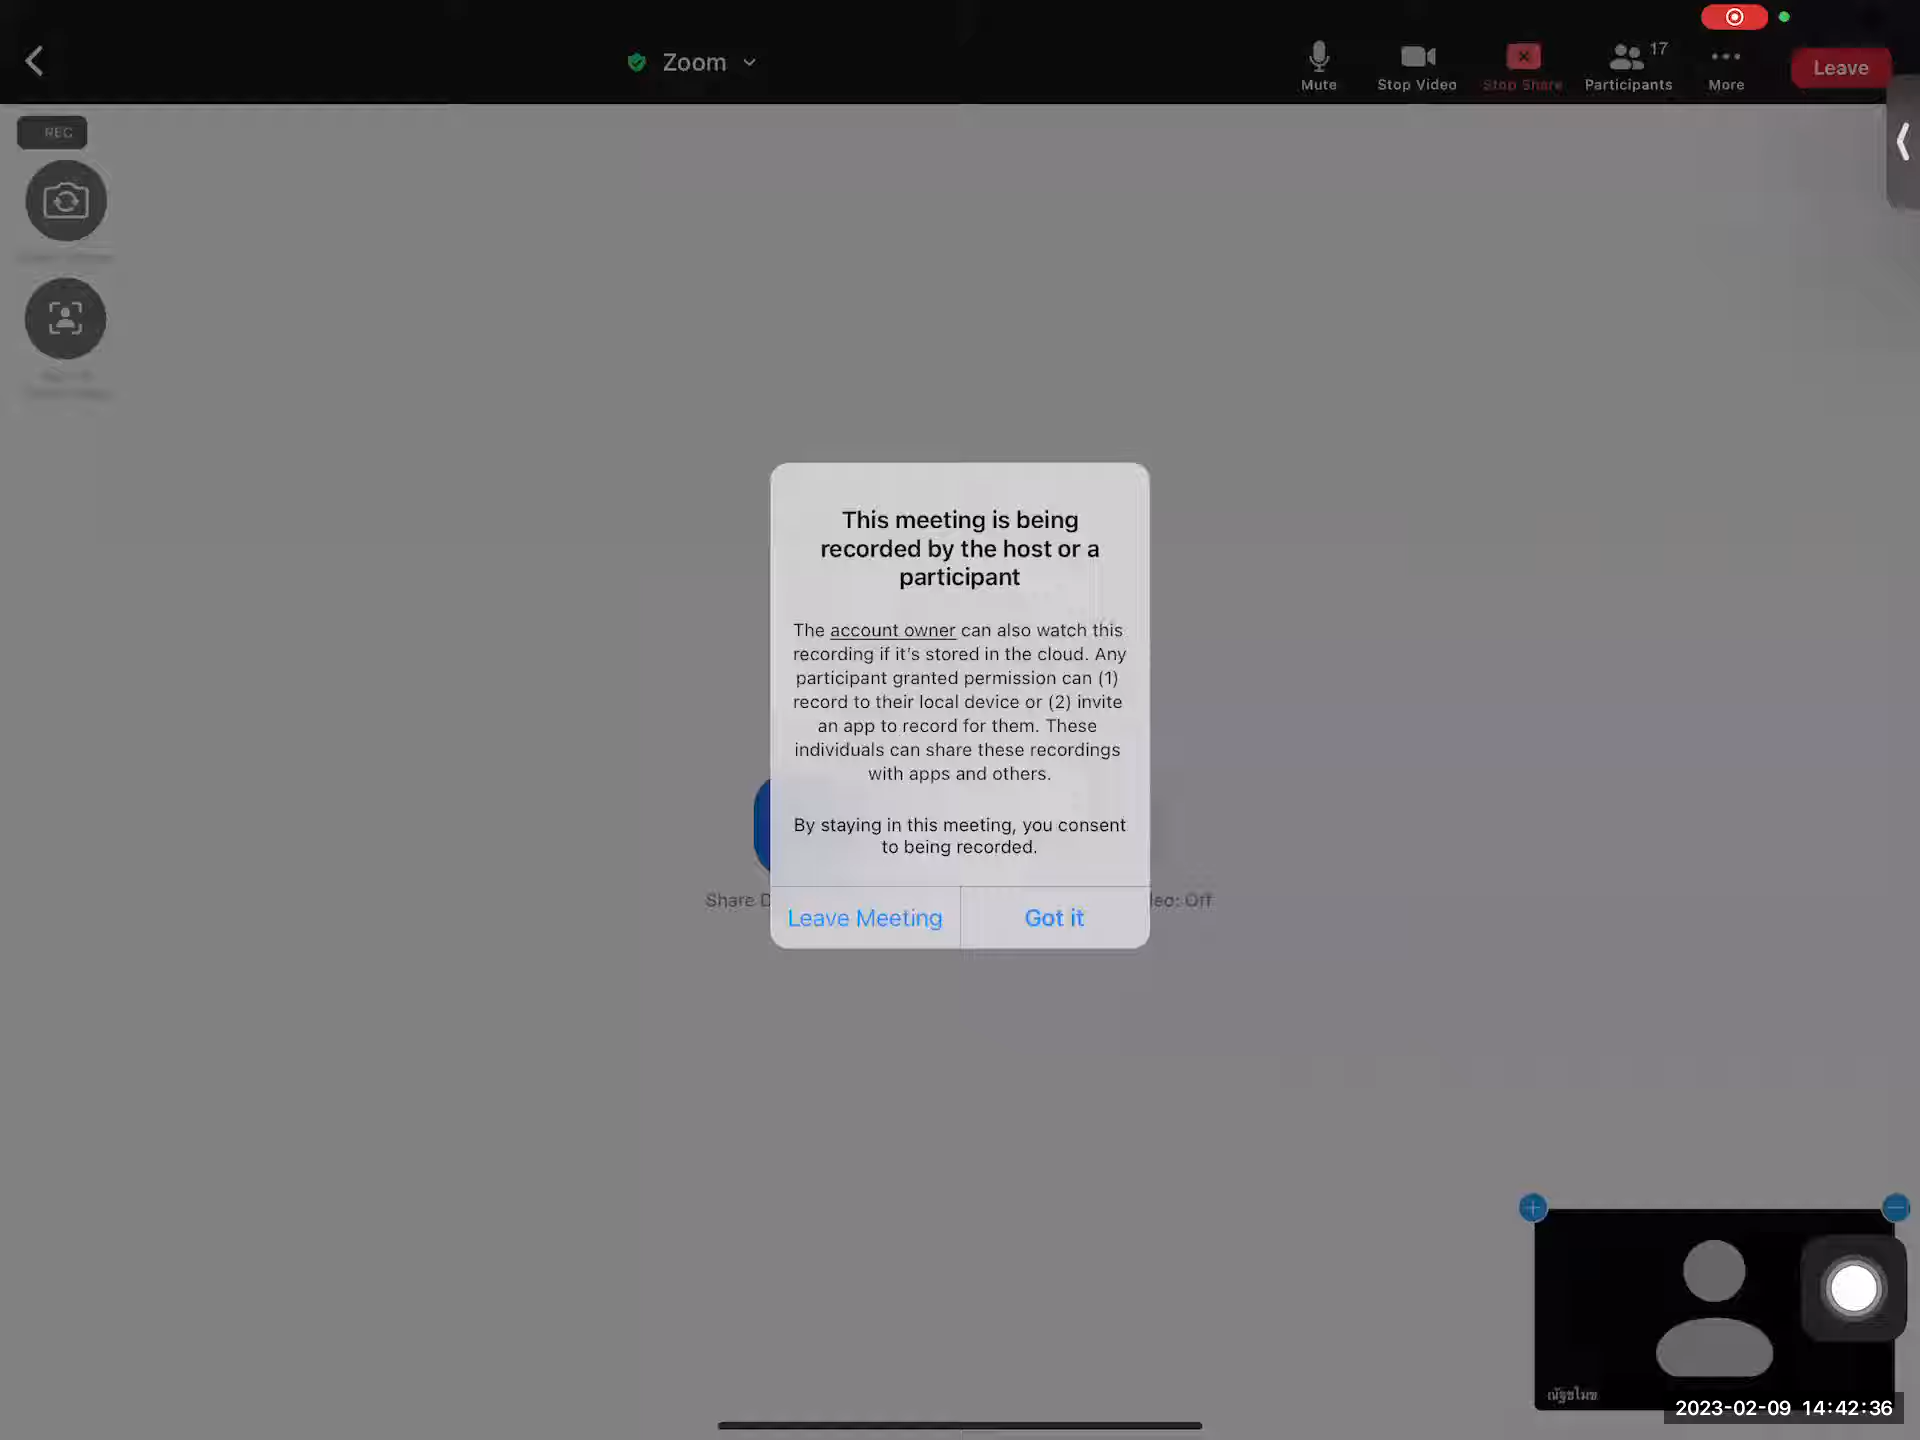 Zoom
Mute
Stop Video
Stop Share
Participants
17
More
Leave
REC
This meeting is being
recorded by the host or a
participant
The account owner can also watch this
recording if it's stored in the cloud. Any
participant granted permission can (1)
record to their local device or (2) invite
an app to record for them. These
individuals can share these recordings
with apps and others.
By staying in this meeting, you consent
to being recorded.
Share D
eo: Off
Leave Meeting
Got it
2023-02-09 14:42:36